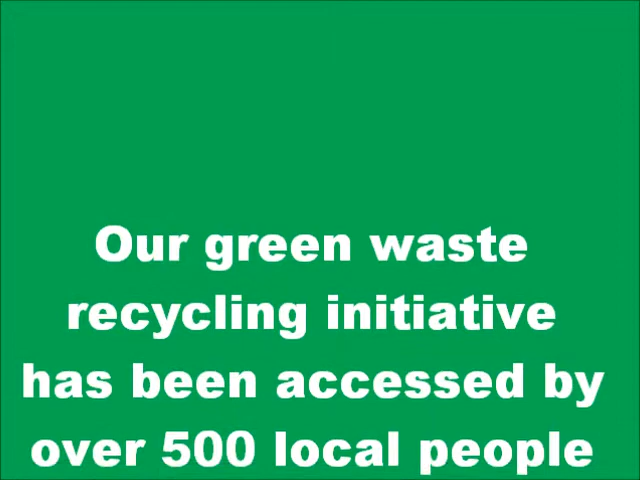 Our green waste
recycling initiative
has been accessed by
over 500 local people